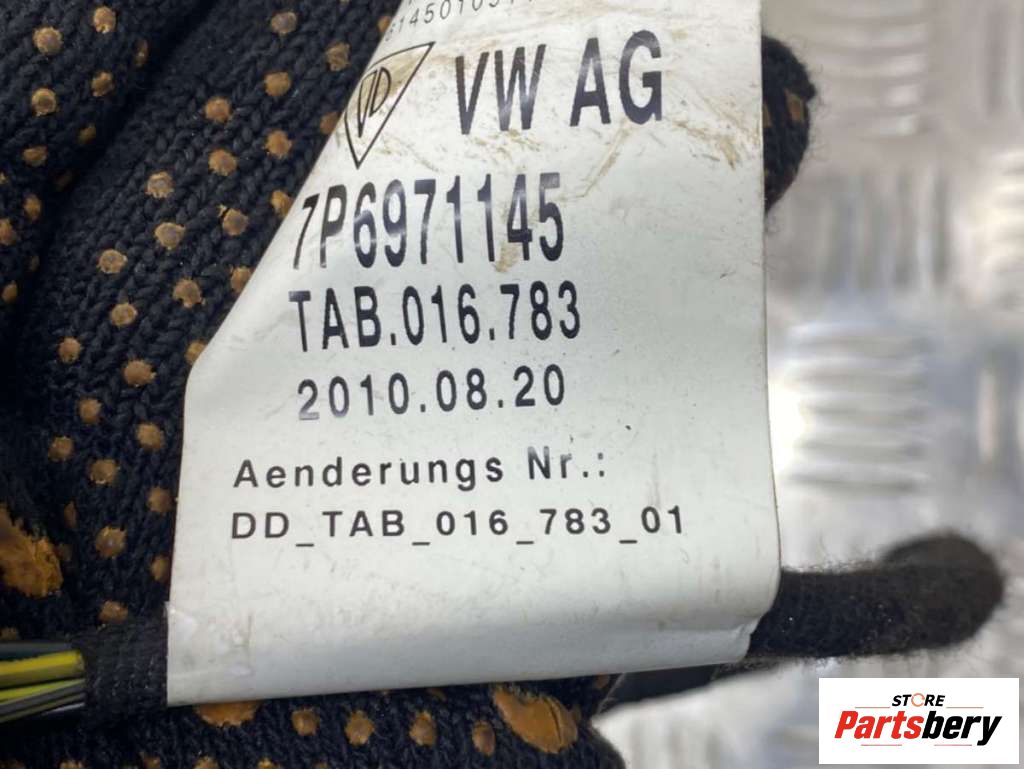 VW AG
7P6971145
TAB.016.783
2010.08.20
Aenderungs Nr.:
DD_TAB_016_783_01
STORE
Partsbery